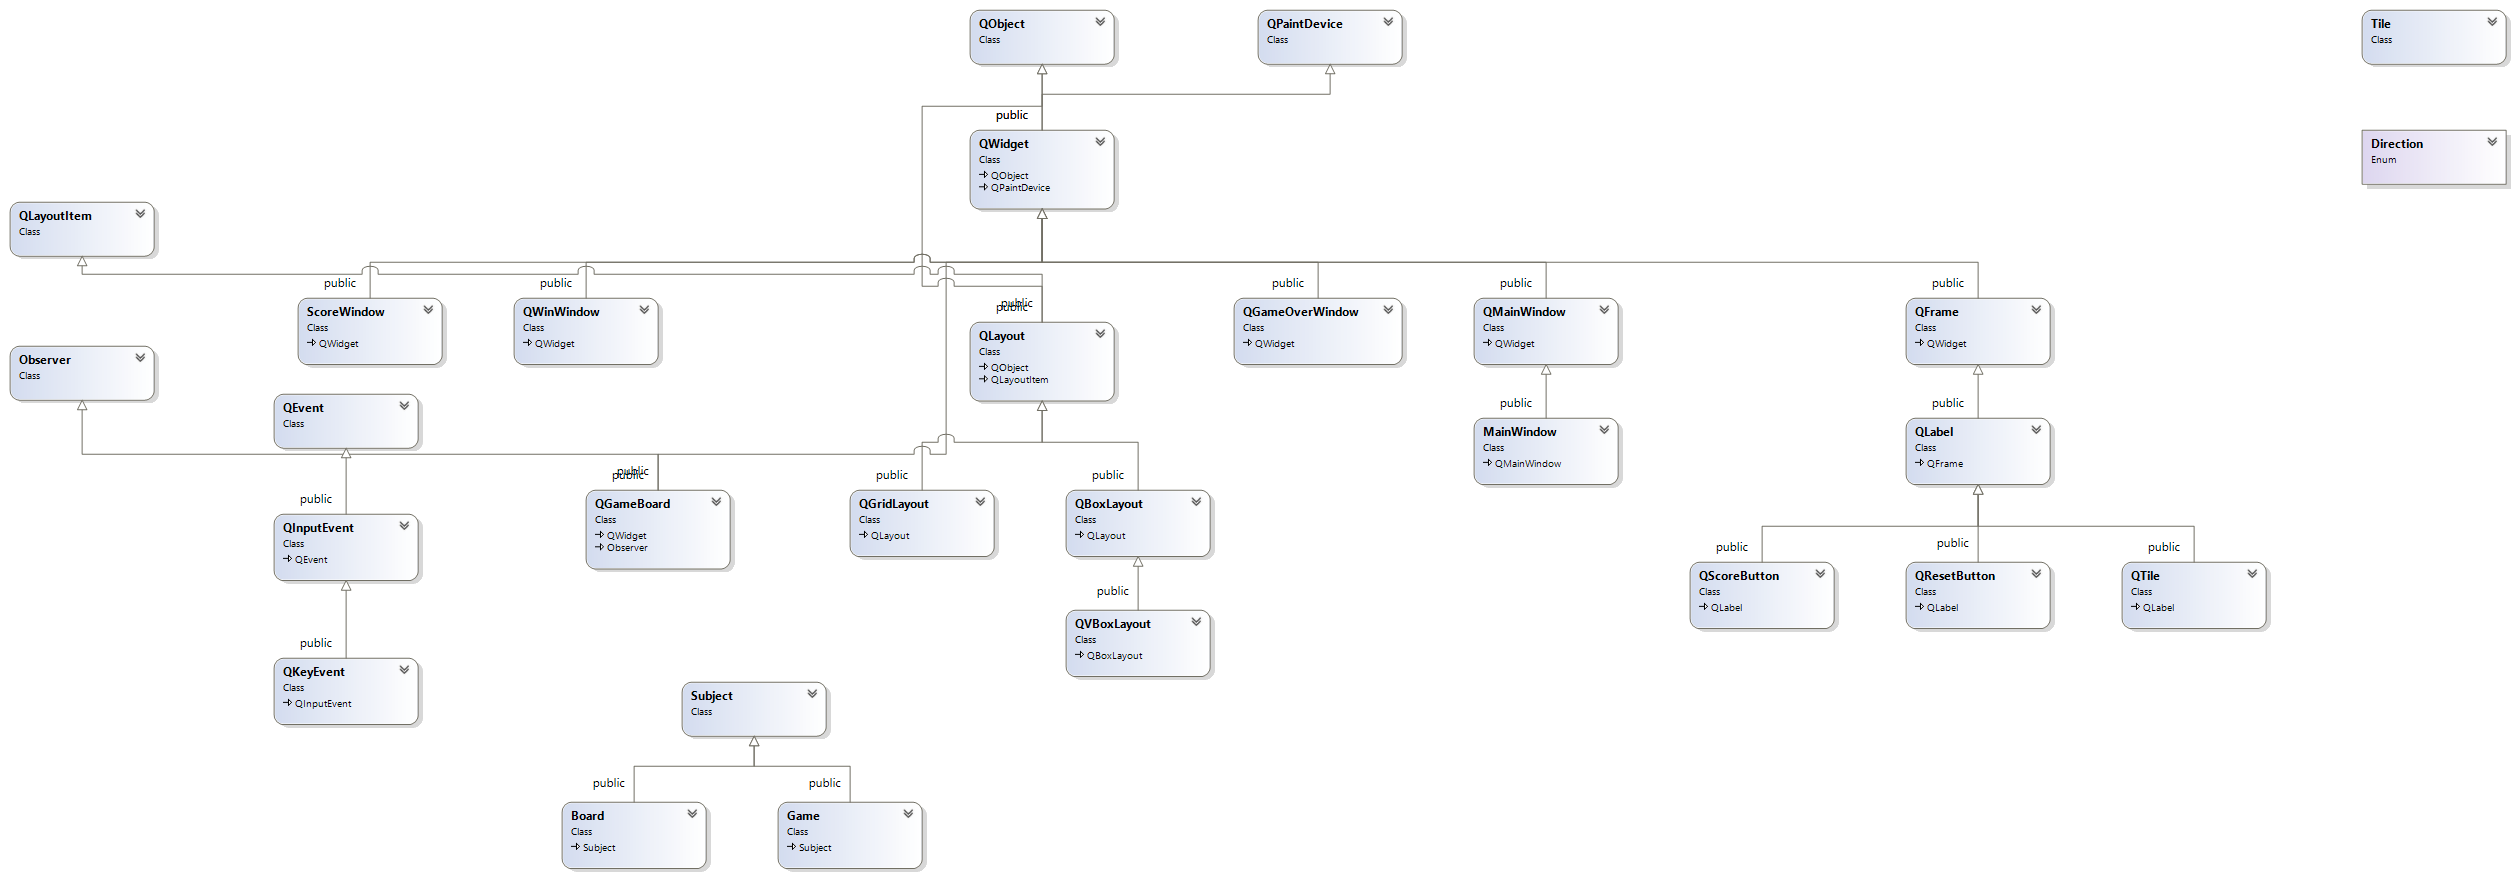 QObject
Class
QPaintDevice
Class
Tile
Class
public
QWidget
Class
QObject
QPaintDevice
Direction
Enum
QLayoutItem
Class
public
public
public
public
public
public
public
ScoreWindow
Class
QWidget
QWinWindow
Class
QWidget
QLayout
Class
QObject
QLayoutItem
QGameOverWindow
Class
QWidget
QMainWindow
Class
QWidget
QFrame
Class
QWidget
Observer
Class
QEvent
Class
public
public
MainWindow
Class
QMainWindow
QLabel
Class
QFrame
public
public
public
public
public
QInputEvent
Class
QEvent
QGameBoard
Class
QWidget
Observer
QGridLayout
Class
QLayout
QBoxLayout
Class
QLayout
public
public
public
QScoreButton
Class
QLabel
QResetButton
Class
QLabel
QTile
Class
QLabel
public
public
QVBoxLayout
Class
QBoxLayout
QKeyEvent
Class
QInputEvent
Subject
Class
public
public
Board
Class
Subject
Game
Class
Subject